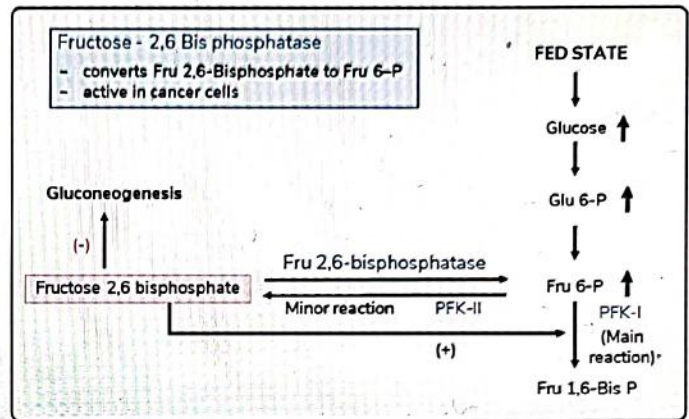 Fructose - 2,6 Bis phosphatase
- converts Fru 2,6-Bisphosphate to Fru 6-P
- active in cancer cells
FED STATE
Glucose
Glu 6-P
Gluconeogenesis
(-)
Fru 2,6-bisphosphatase
Fructose 2,6 bisphosphate
Fru 6-P
Minor reaction PFK-II
PFK-I
(Main
reaction)
(+)
Fru 1,6-Bis P